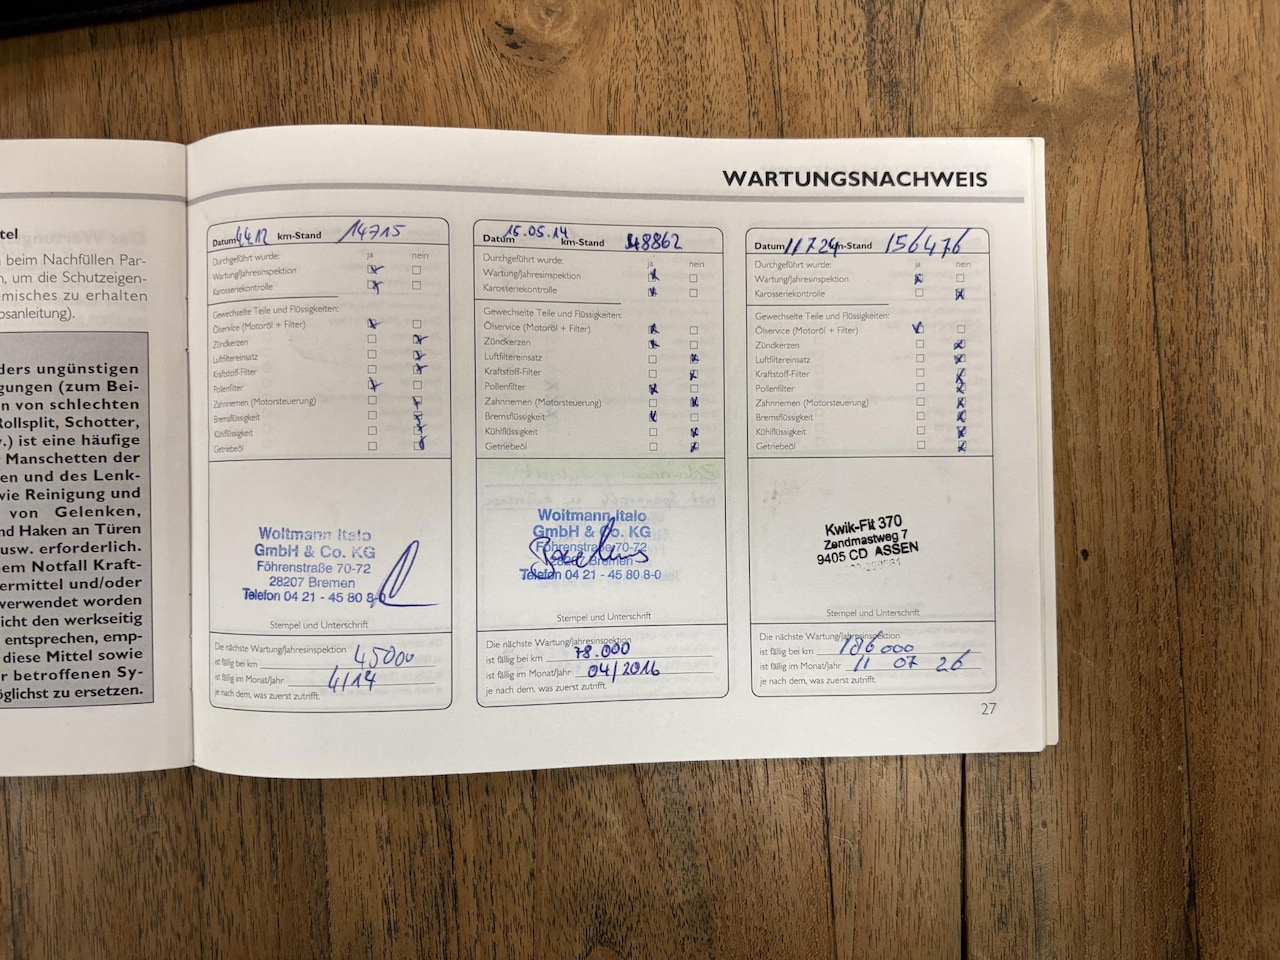 tel
beim Nachfüllen Par-
n, um die Schutzeigen-
emisches zu erhalten
bsanleitung).
ders ungünstigen
gungen (zum Bei-
n von schlechten
Rollsplit, Schotter,
v.) ist eine häufige
Manschetten der
en und des Lenk-
wie Reinigung und
von Gelenken,
nd Haken an Türen
usw. erforderlich.
em Notfall Kraft-
ermittel und/oder
verwendet worden
icht den werkseitig
entsprechen, emp-
diese Mittel sowie
r betroffenen Sy-
öglichst zu ersetzen.
WARTUNGSNACHWEIS
Datum 4.4.12 km-Stand 14715
Durchgeführt wurde: ja nein
Wartung/Jahresinspektion
Karosseriekontrolle
Gewechselte Teile und Flüssigkeiten:
Ölservice (Motoröl + Filter)
Zündkerzen
Luftfiltereinsatz
Kraftstoff-Filter
Pollenfilter
Zahnriemen (Motorsteuerung)
Bremsflüssigkeit
Kühlflüssigkeit
Getriebeöl
Woltmann Italo
GmbH & Co. KG
Föhrenstraße 70-72
28207 Bremen
Telefon 04 21 - 45 80 8-0
Stempel und Unterschrift
Die nächste Wartung/Jahresinspektion
ist fällig bei km 45000
ist fällig im Monat/Jahr 4/14
je nach dem, was zuerst zutrifft.
Datum 15.05.14 km-Stand 48862
Durchgeführt wurde: ja nein
Wartung/Jahresinspektion
Karosseriekontrolle
Gewechselte Teile und Flüssigkeiten:
Ölservice (Motoröl + Filter)
Zündkerzen
Luftfiltereinsatz
Kraftstoff-Filter
Pollenfilter
Zahnriemen (Motorsteuerung)
Bremsflüssigkeit
Kühlflüssigkeit
Getriebeöl
Woltmann Italo
GmbH & Co. KG
Föhrenstraße 70-72
28207 Bremen
Telefon 04 21 - 45 80 8-0
Stempel und Unterschrift
Die nächste Wartung/Jahresinspektion
ist fällig bei km 78.000
ist fällig im Monat/Jahr 04/2016
je nach dem, was zuerst zutrifft.
Datum 11 7 24 km-Stand 156476
Durchgeführt wurde: ja nein
Wartung/Jahresinspektion
Karosseriekontrolle
Gewechselte Teile und Flüssigkeiten:
Ölservice (Motoröl + Filter)
Zündkerzen
Luftfiltereinsatz
Kraftstoff-Filter
Pollenfilter
Zahnriemen (Motorsteuerung)
Bremsflüssigkeit
Kühlflüssigkeit
Getriebeöl
Kwik-Fit 370
Zendmastweg 7
9405 CD ASSEN
Stempel und Unterschrift
Die nächste Wartung/Jahresinspektion
ist fällig bei km 186 000
ist fällig im Monat/Jahr 11 07 26
je nach dem, was zuerst zutrifft.
27